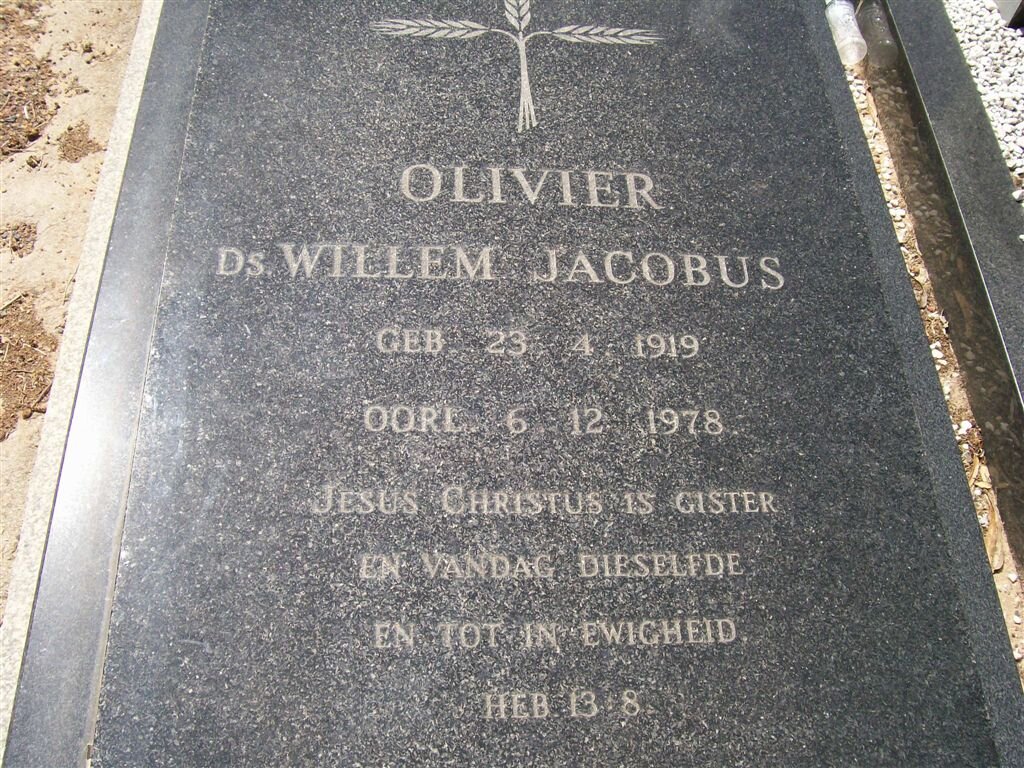 OLIVIER
Ds. WILLEM JACOBUS
GEB. 23. 4. 1919
OORL. 6. 12. 1978.
JESUS CHRISTUS IS GISTER
EN VANDAG DIESELFDE
EN TOT IN EWIGHEID.
HEB 13:8.